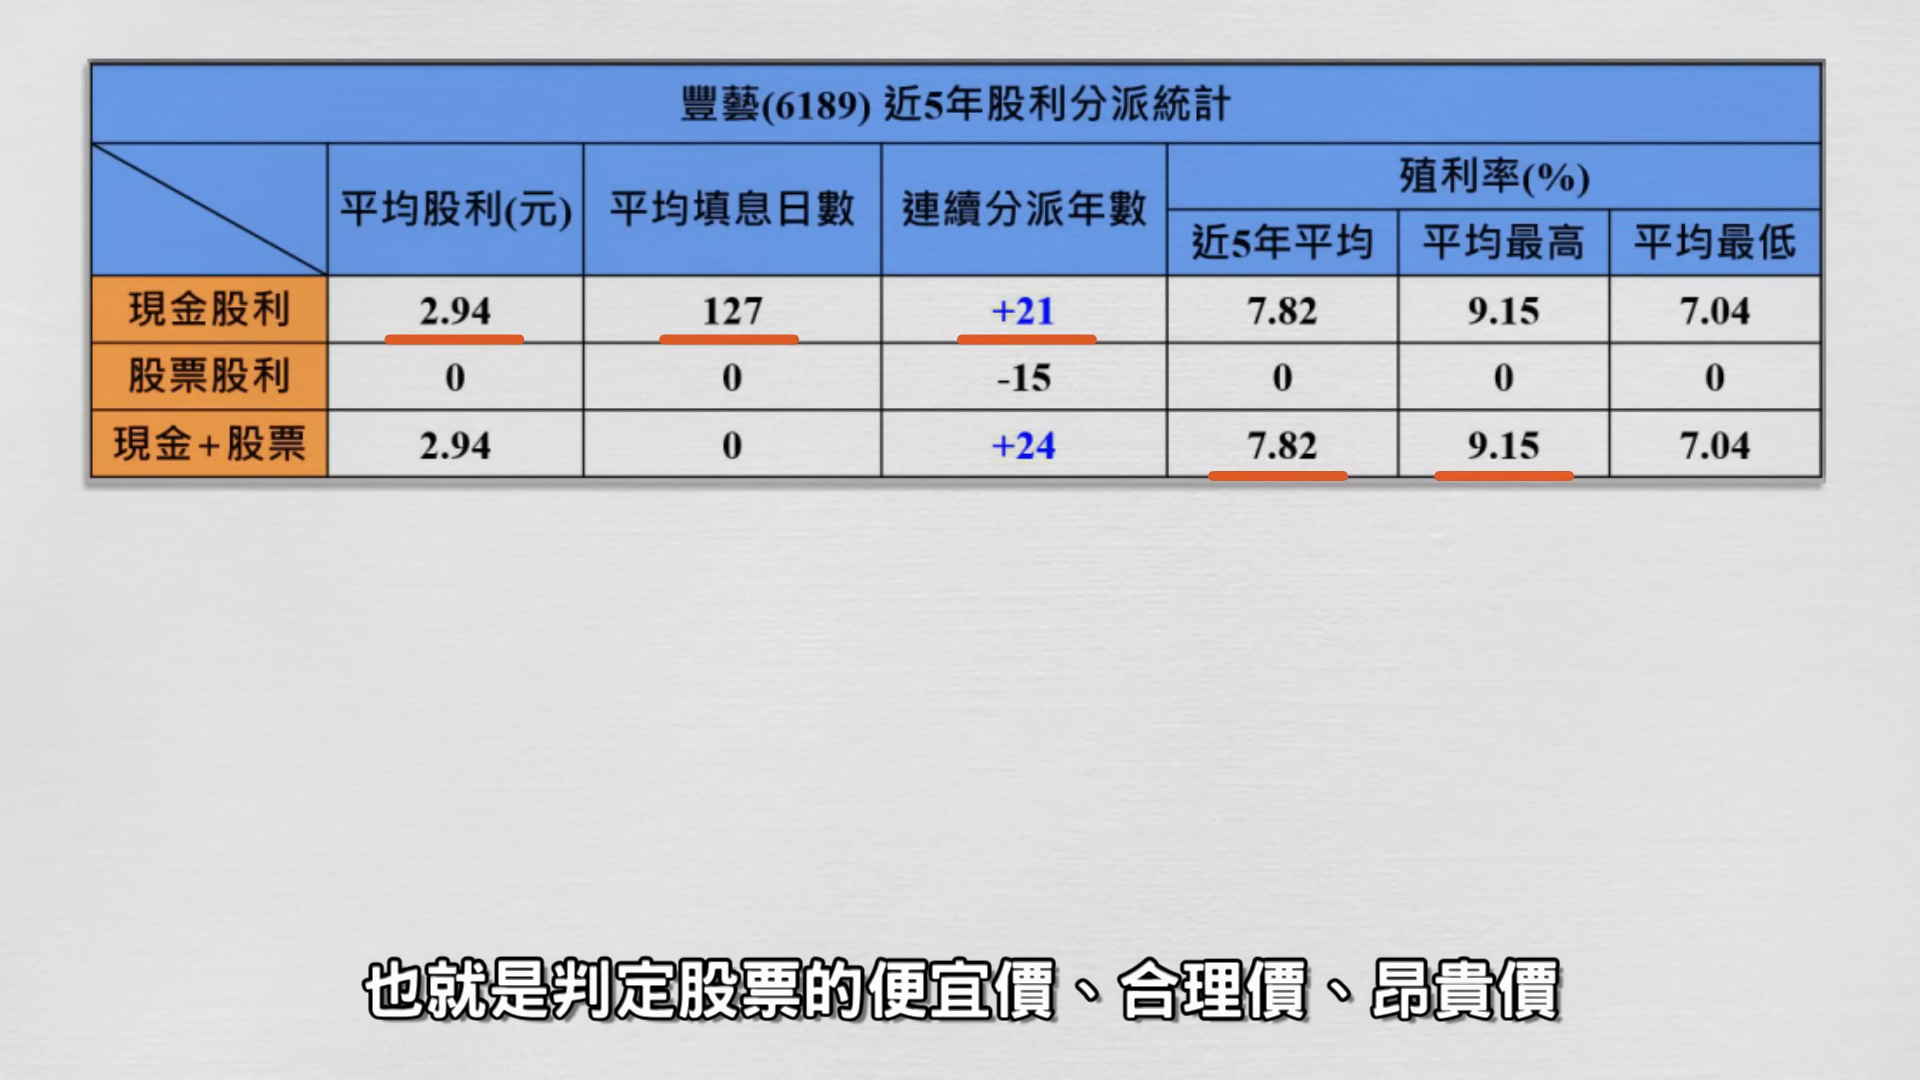 豐藝(6189) 近5年股利分派統計
平均股利(元) 平均填息日數 連續分派年數 殖利率(%)
近5年平均 平均最高 平均最低
現金股利 2.94 127 +21 7.82 9.15 7.04
股票股利 0 0 -15 0 0 0
現金+股票 2.94 0 +24 7.82 9.15 7.04
也就是判定股票的便宜價、合理價、昂貴價